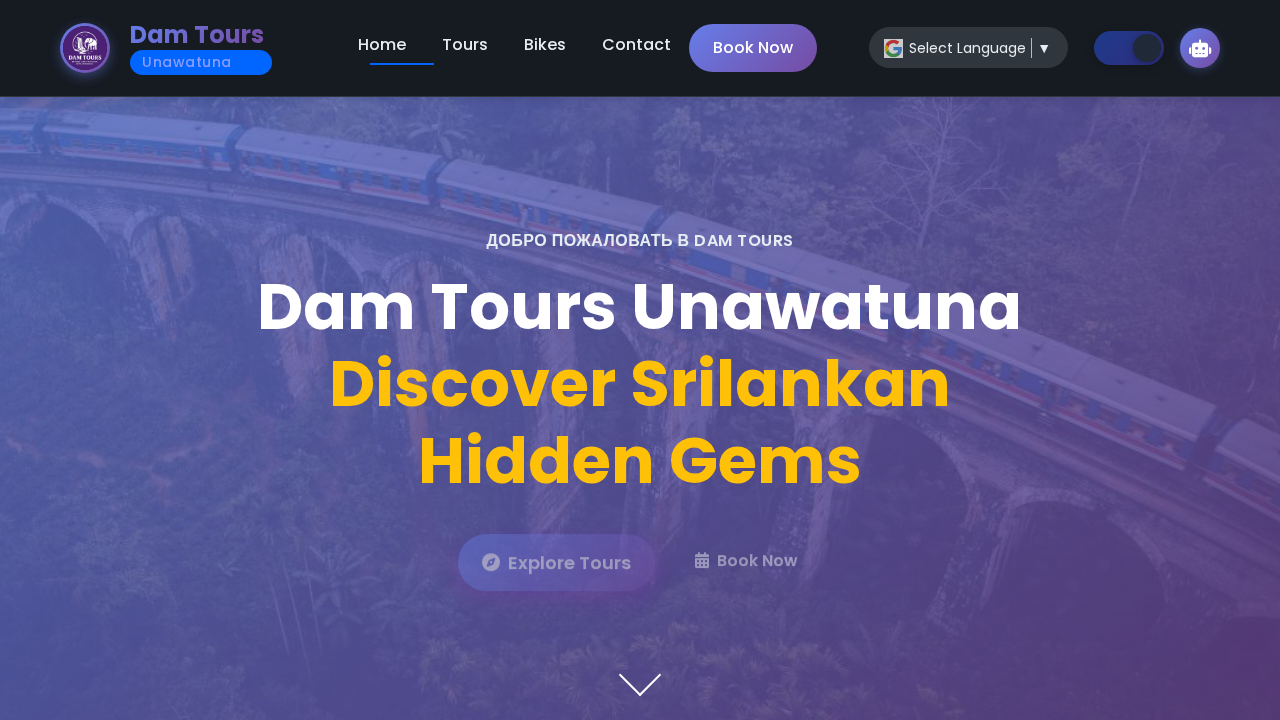 Dam Tours
Unawatuna
Home
Tours
Bikes
Contact
Book Now
Select Language ▼
DAM TOURS
ДОБРО ПОЖАЛОВАТЬ В DAM TOURS
Dam Tours Unawatuna
Discover Srilankan
Hidden Gems
Explore Tours
Book Now